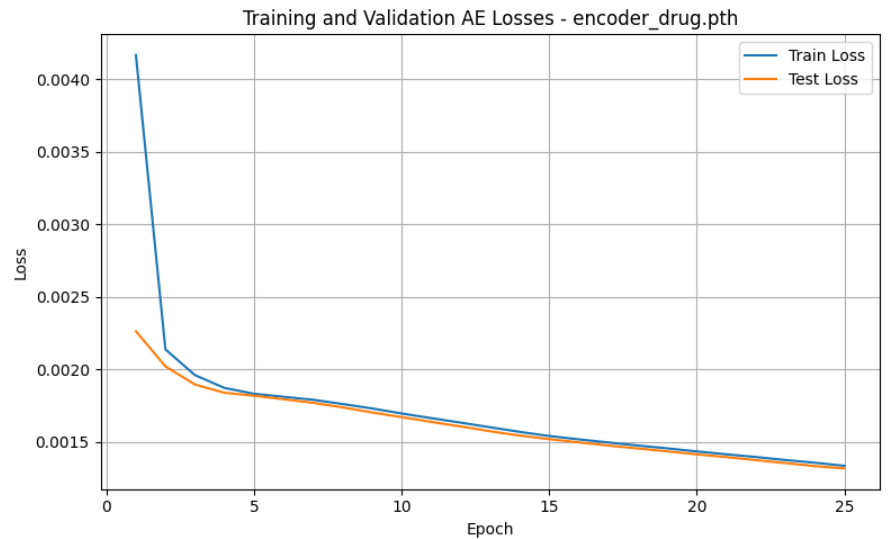 Training and Validation AE Losses - encoder_drug.pth
Train Loss
Test Loss
0.0040
0.0035
0.0030
0.0025
0.0020
0.0015
Loss
0
5
10
15
20
25
Epoch